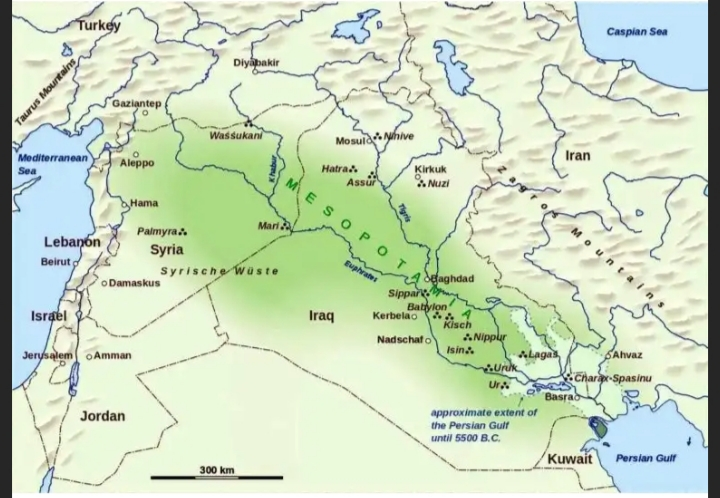 Turkey
Caspian Sea
Diyabakir
Taurus Mountains
Gaziantep
Wassukani
Mosul
Ninive
Mediterranean
Sea
Aleppo
Khabur
Hatra
Assur
Kirkuk
Nuzi
Iran
Zagros Mountains
MESOPOTAMIA
Hama
Tigris
Palmyra
Mari
Lebanon
Beirut
Syria
Syrische Wüste
Euphrates
Damaskus
Baghdad
Sippar
Babylon
Israel
Iraq
Kerbela
Kisch
Nadschaf
Nippur
Isin
Lagas
Jerusalem
Amman
Ahvaz
Uruk
Charax-Spasinu
Ur
Basra
Jordan
approximate extent of
the Persian Gulf
until 5500 B.C.
300 km
Kuwait
Persian Gulf